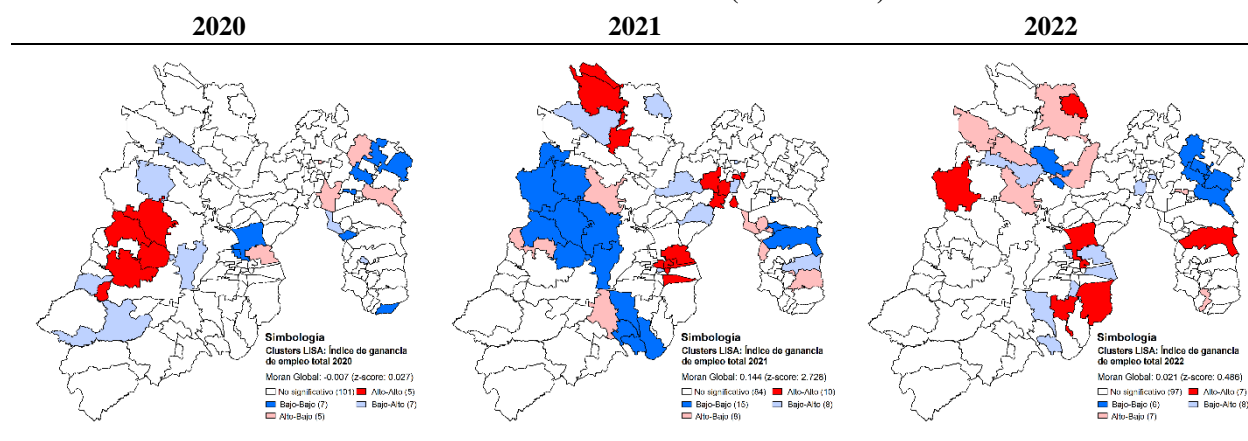 2020 2021 2022
Simbología
Clusters LISA: Índice de ganancia
de empleo total 2020
Moran Global: -0.007 (z-score: 0.027)
No significativo (101) Alto-Alto (5)
Bajo-Bajo (7) Bajo-Alto (7)
Alto-Bajo (5)
Simbología
Clusters LISA: Índice de ganancia
de empleo total 2021
Moran Global: 0.144 (z-score: 2.728)
No significativo (84) Alto-Alto (10)
Bajo-Bajo (15) Bajo-Alto (8)
Alto-Bajo (8)
Simbología
Clusters LISA: Índice de ganancia
de empleo total 2022
Moran Global: 0.021 (z-score: 0.486)
No significativo (97) Alto-Alto (7)
Bajo-Bajo (6) Bajo-Alto (8)
Alto-Bajo (7)